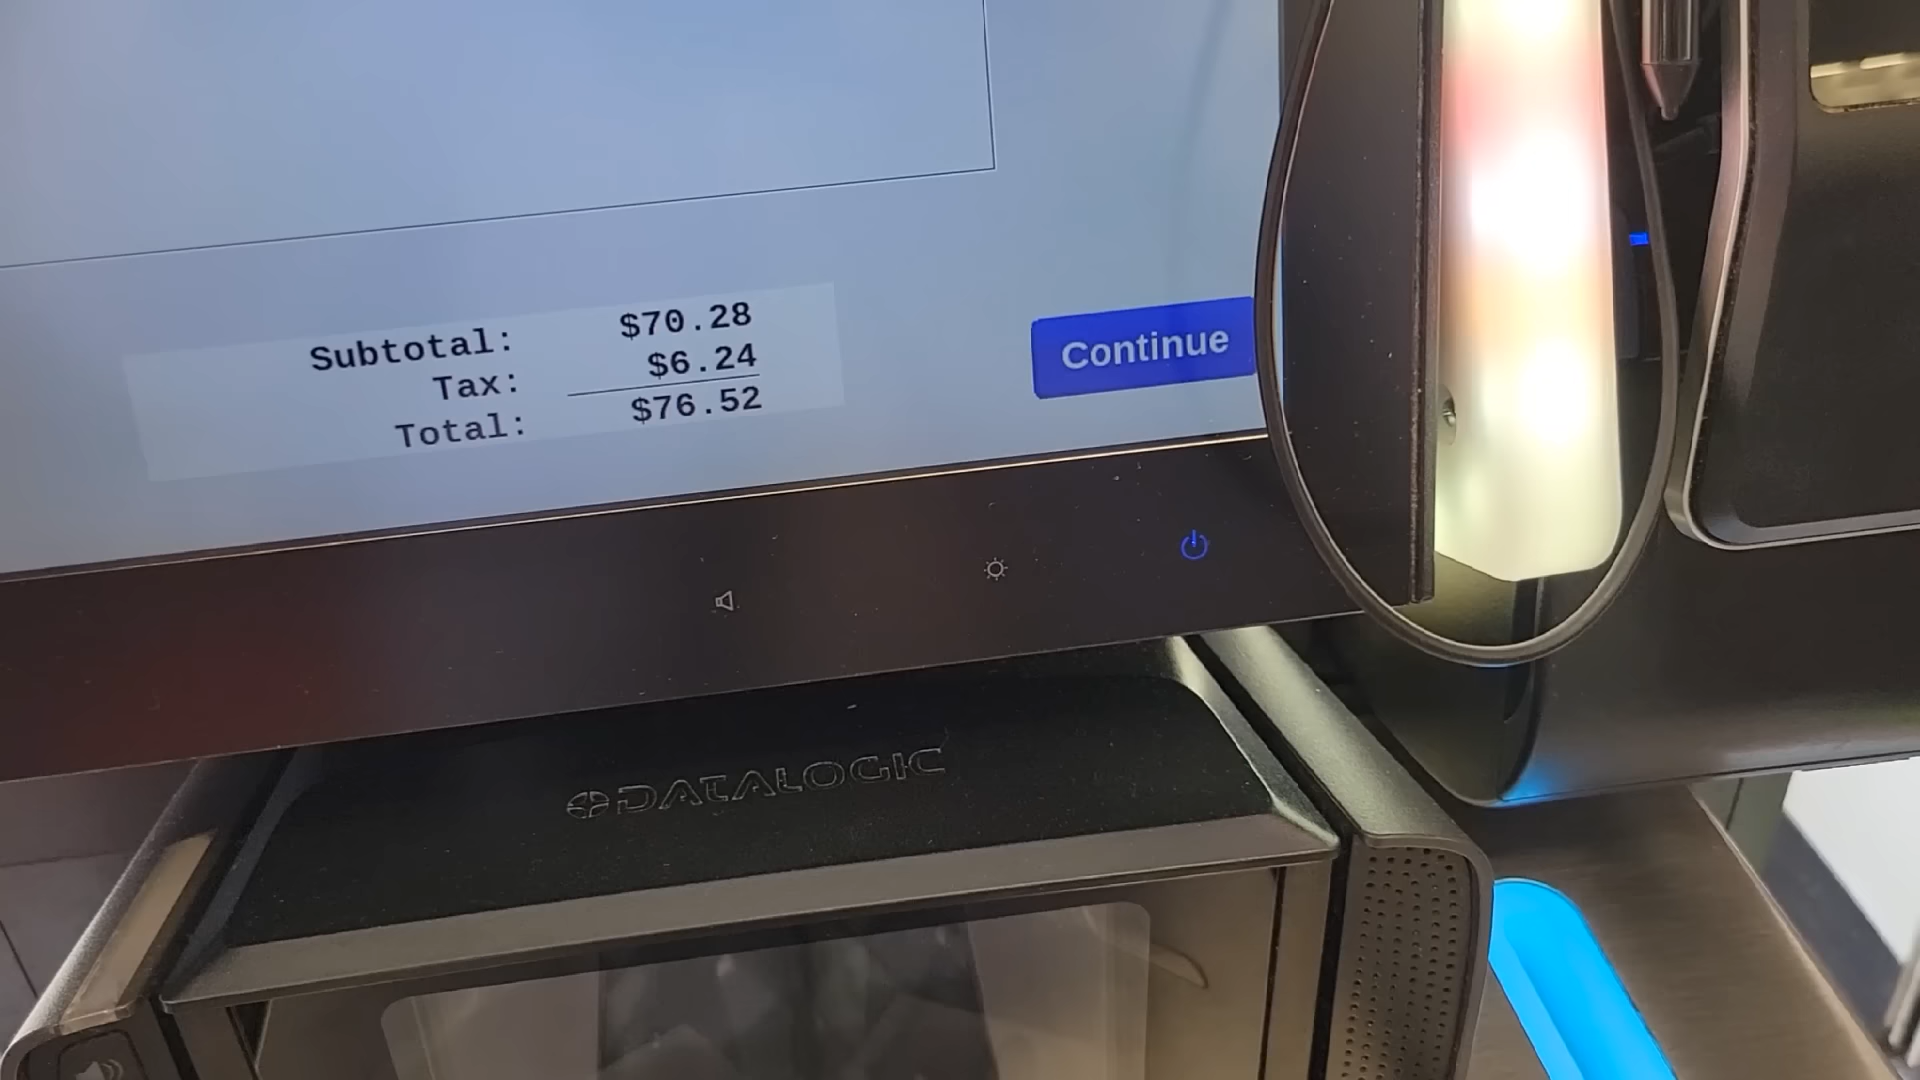 Subtotal: $70.28
Tax: $6.24
Total: $76.52
Continue
DATALOGIC